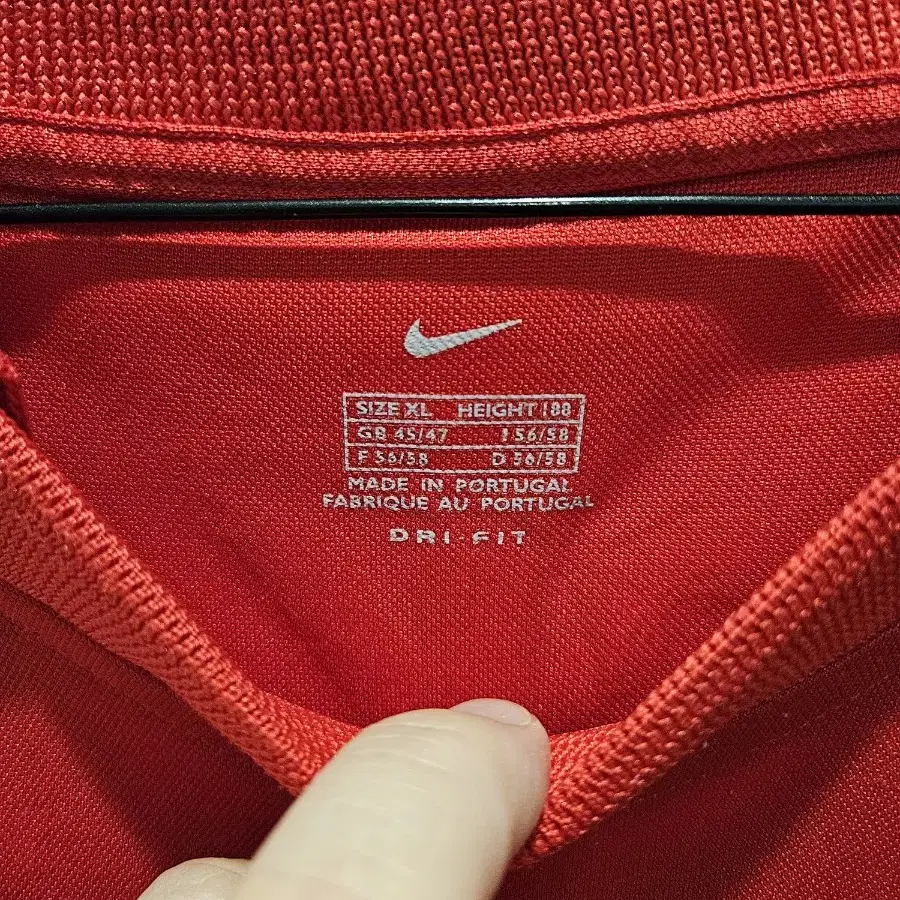 SIZE XL HEIGHT 188
GB 45/47 I 56/58
F 56/58 D 56/58
MADE IN PORTUGAL
FABRIQUE AU PORTUGAL
DRI-FIT